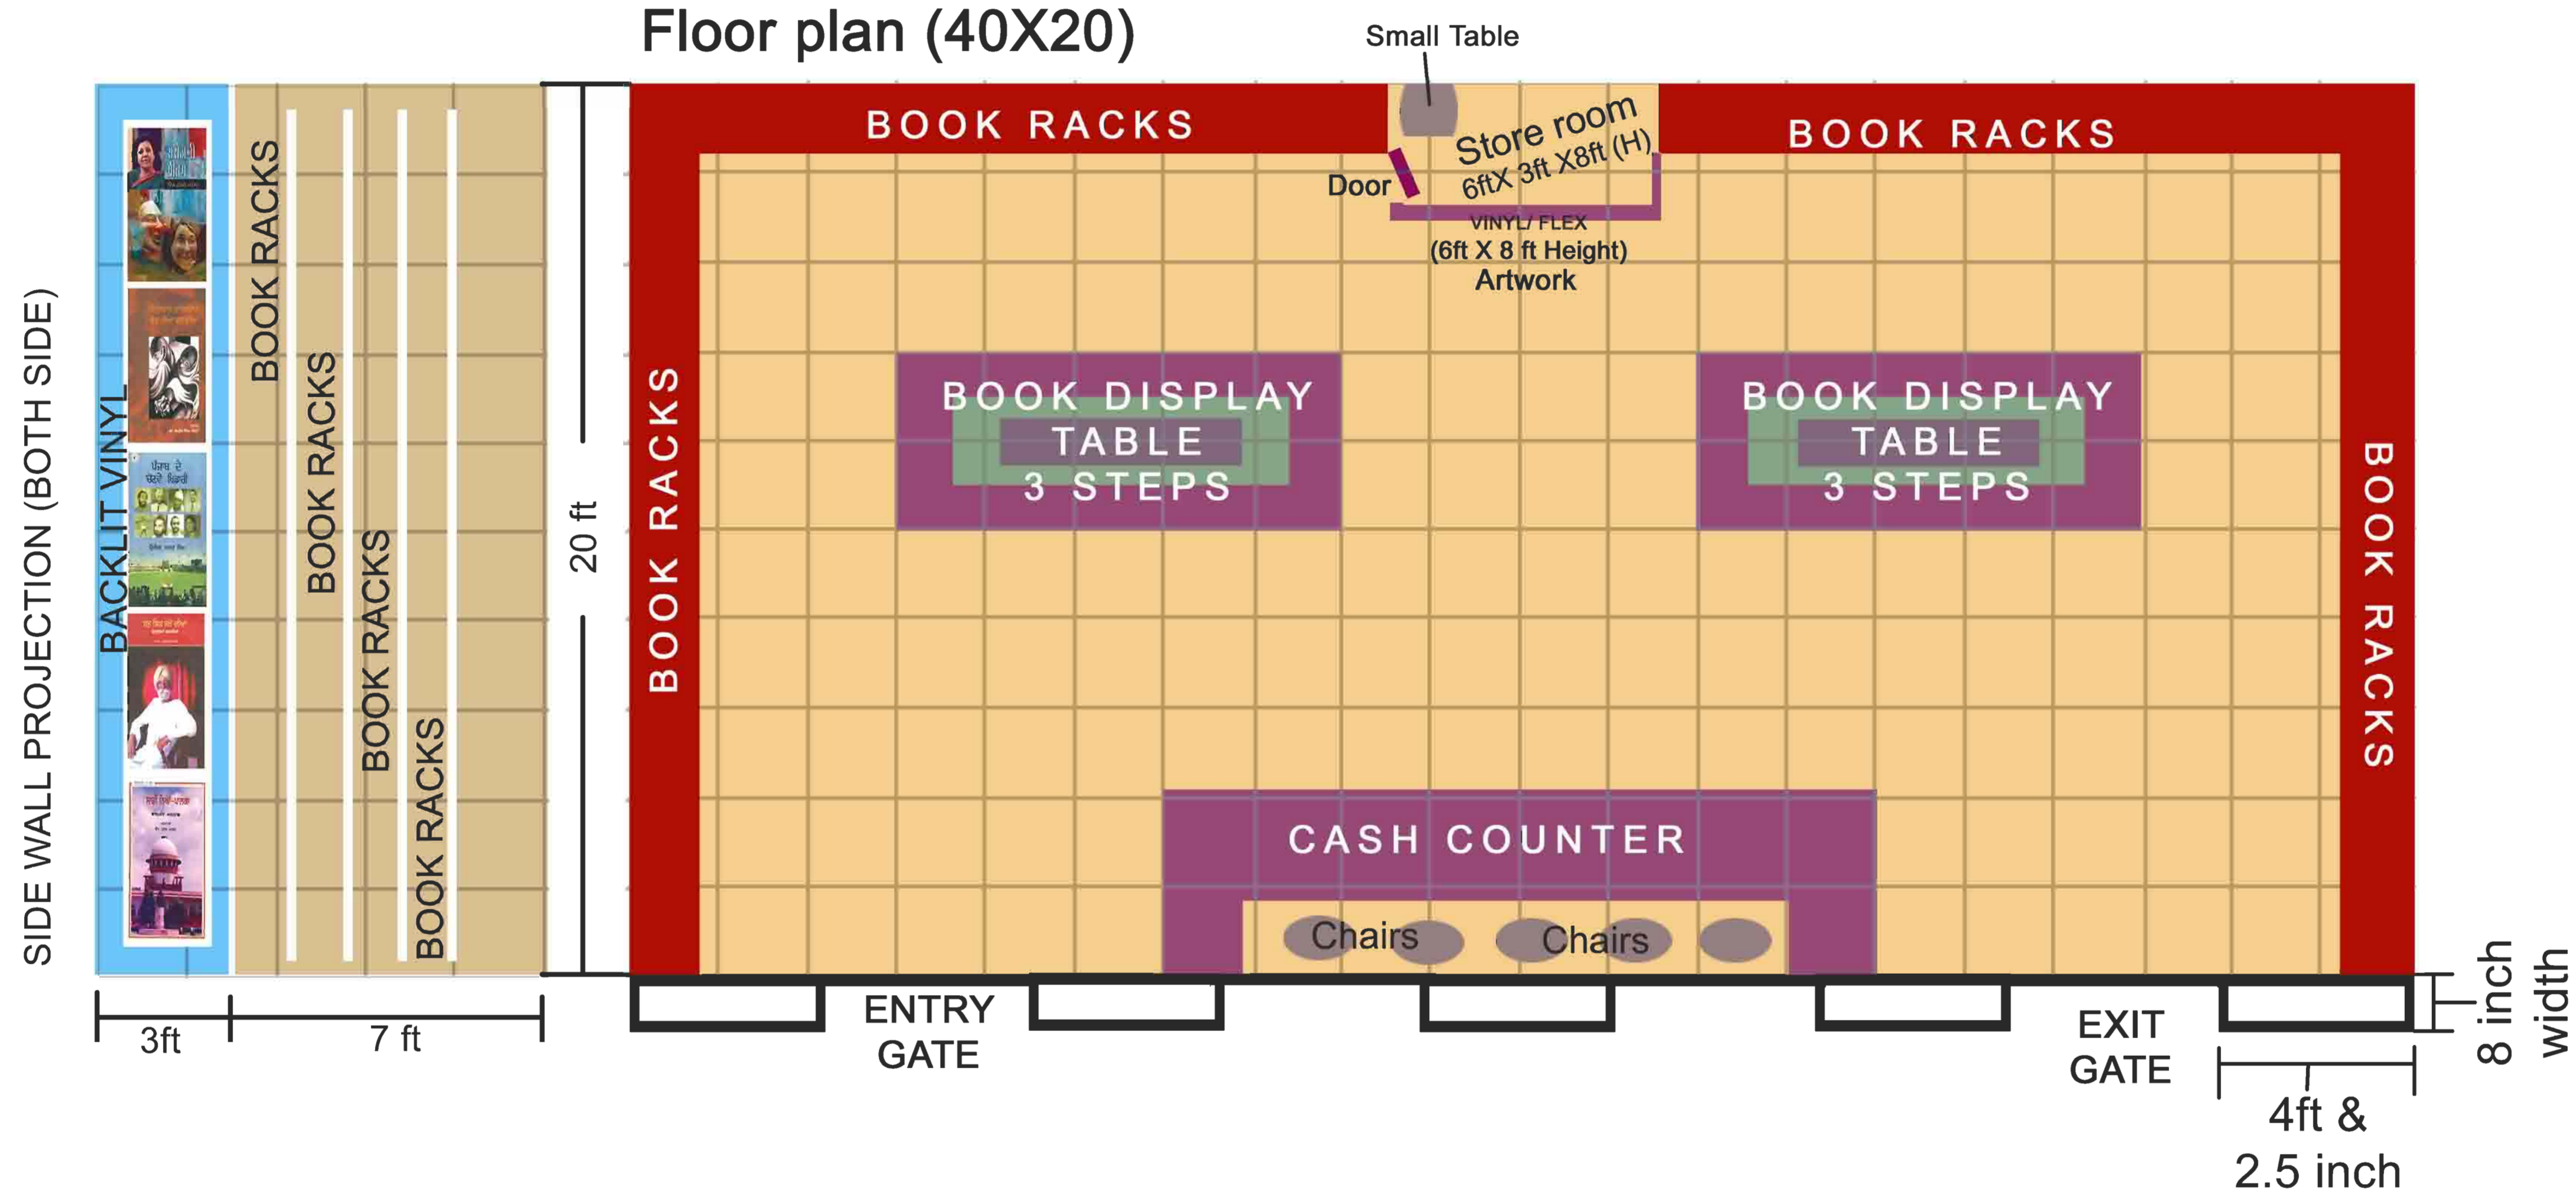 Floor plan (40X20)
Small Table
BOOK RACKS
Store room
6ftX 3ft X8ft (H)
Door
VINYL/ FLEX
(6ft X 8 ft Height)
Artwork
BOOK RACKS
SIDE WALL PROJECTION (BOTH SIDE)
BACKLIT VINYL
ਪੰਜਾਬ ਦੇ
BOOK RACKS
BOOK RACKS
BOOK RACKS
BOOK RACKS
20 ft
BOOK RACKS
BOOK DISPLAY
TABLE
3 STEPS
BOOK DISPLAY
TABLE
3 STEPS
BOOK RACKS
CASH COUNTER
Chairs
Chairs
3ft
7 ft
ENTRY
GATE
EXIT
GATE
8 inch
width
4ft &
2.5 inch